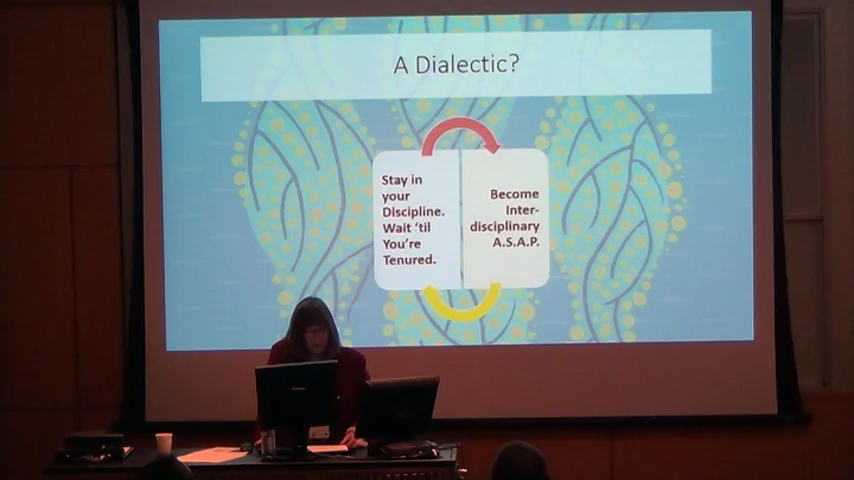 A Dialectic?
Stay in
your
Discipline.
Wait 'til
You're
Tenured.
Become
Inter-
disciplinary
A.S.A.P.